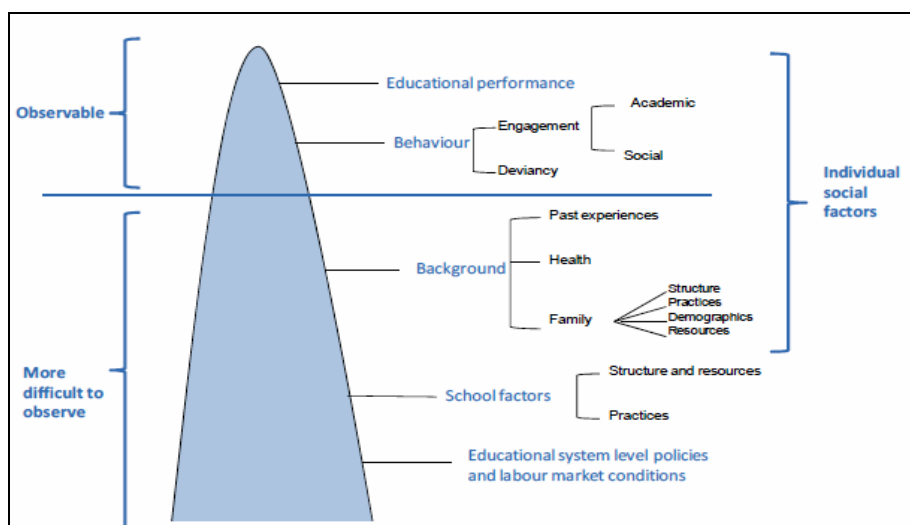 Educational performance
Observable
Academic
Engagement
Behaviour
Social
Deviancy
Individual
social
factors
Past experiences
Health
Background
Structure
Practices
Family
Demographics
Resources
More
difficult to
observe
Structure and resources
School factors
Practices
Educational system level policies
and labour market conditions